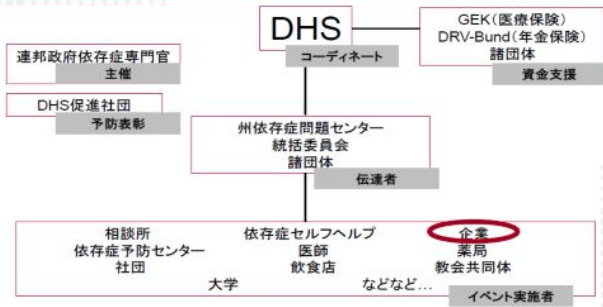 DHS
コーディネート
GEK(医療保険)
DRV-Bund(年金保険)
諸団体
資金支援
連邦政府依存症専門官
主催
DHS促進社団
予防表彰
州依存症問題センター
統括委員会
諸団体
伝達者
相談所 依存症セルフヘルプ 企業
依存症予防センター 医師 薬局
社団 飲食店 教会共同体
大学 などなど…
イベント実施者